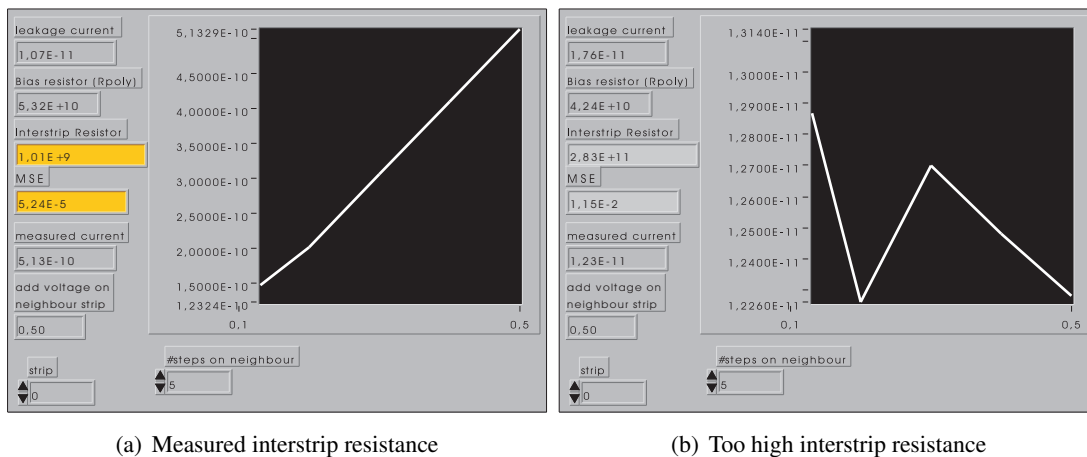 leakage current
1,07E-11
Bias resistor (Rpoly)
5,32E+10
Interstrip Resistor
1,01E+9
MSE
5,24E-5
measured current
5,13E-10
add voltage on
neighbour strip
0,50
strip
0
5,1329E-10
4,5000E-10
4,0000E-10
3,5000E-10
3,0000E-10
2,5000E-10
2,0000E-10
1,5000E-10
1,2324E-10
0,1
0,5
#steps on neighbour
5
(a) Measured interstrip resistance
leakage current
1,76E-11
Bias resistor (Rpoly)
4,24E+10
Interstrip Resistor
2,83E+11
MSE
1,15E-2
measured current
1,23E-11
add voltage on
neighbour strip
0,50
strip
0
1,3140E-11
1,3000E-11
1,2900E-11
1,2800E-11
1,2700E-11
1,2600E-11
1,2500E-11
1,2400E-11
1,2260E-11
0,1
0,5
#steps on neighbour
5
(b) Too high interstrip resistance